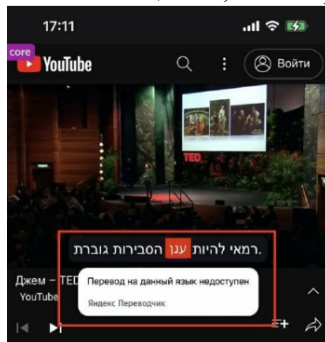 17:11
core
YouTube
Войти
TED
רמאי להיות ענן הסבירות גוברת.
Джем – TED
YouTube
Перевод на данный язык недоступен
Яндекс Переводчик